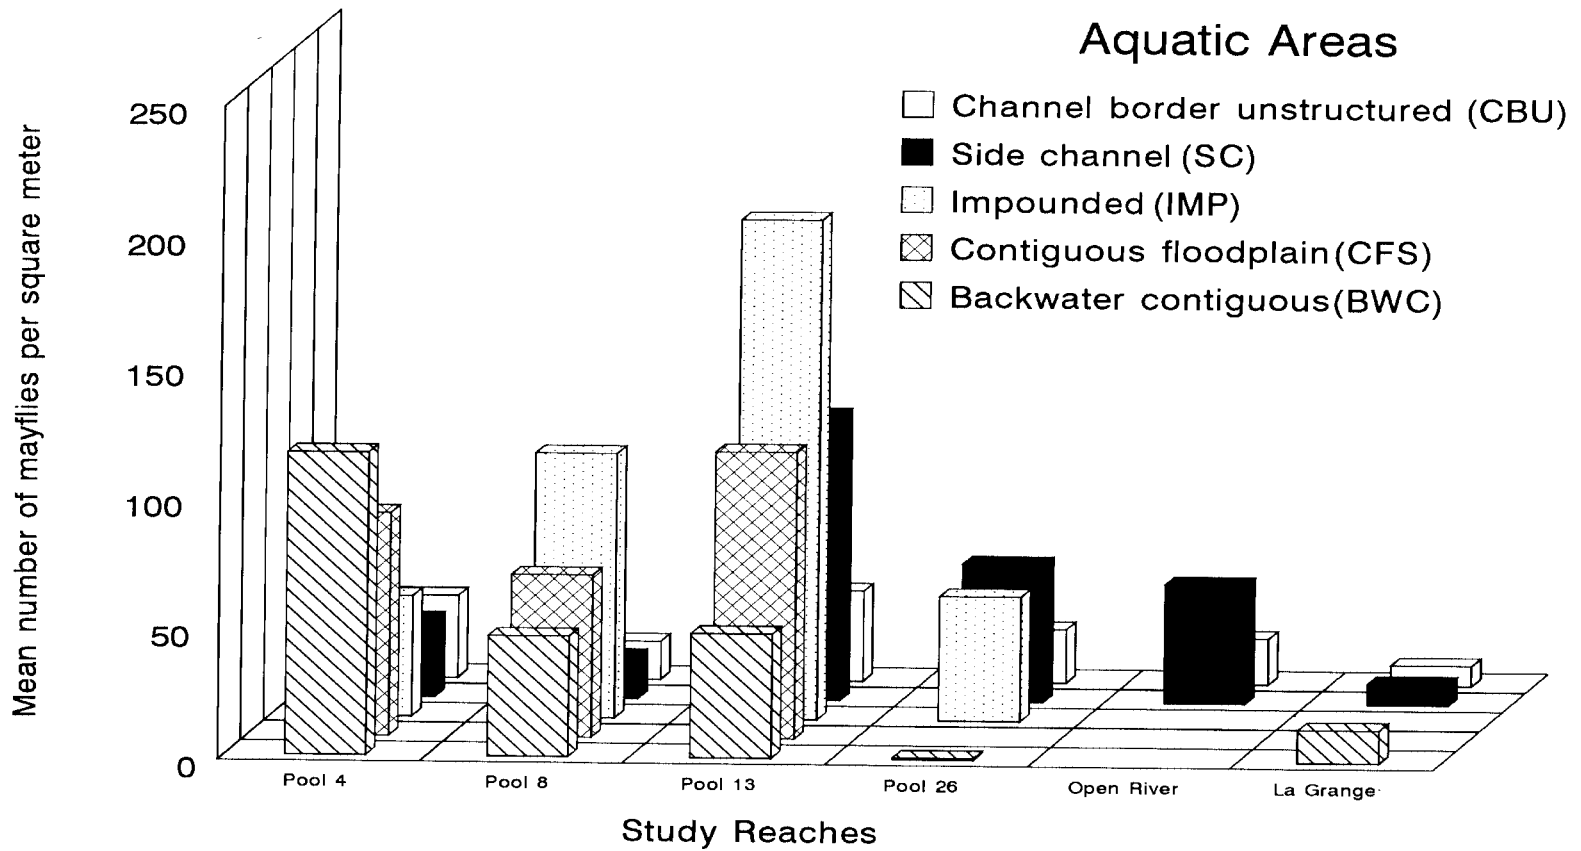 Aquatic Areas
Channel border unstructured (CBU)
Side channel (SC)
Impounded (IMP)
Contiguous floodplain (CFS)
Backwater contiguous (BWC)
Mean number of mayflies per square meter
250
200
150
100
50
0
Pool 4 Pool 8 Pool 13 Pool 26 Open River La Grange
Study Reaches